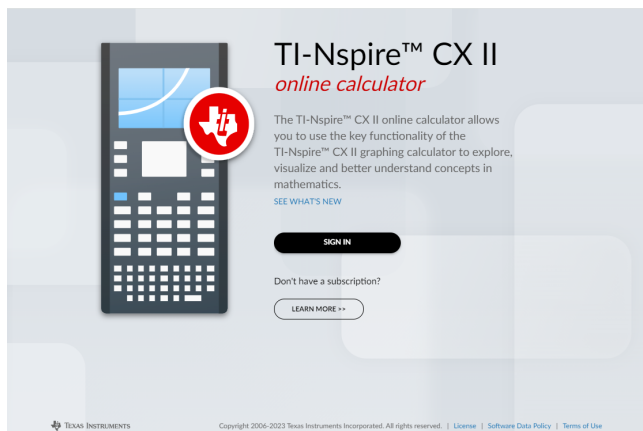 TI-Nspire™ CX II
online calculator
The TI-Nspire™ CX II online calculator allows
you to use the key functionality of the
TI-Nspire™ CX II graphing calculator to explore,
visualize and better understand concepts in
mathematics.
SEE WHAT'S NEW
SIGN IN
Don't have a subscription?
LEARN MORE >>
TEXAS INSTRUMENTS
Copyright 2006-2023 Texas Instruments Incorporated. All rights reserved. | License | Software Data Policy | Terms of Use